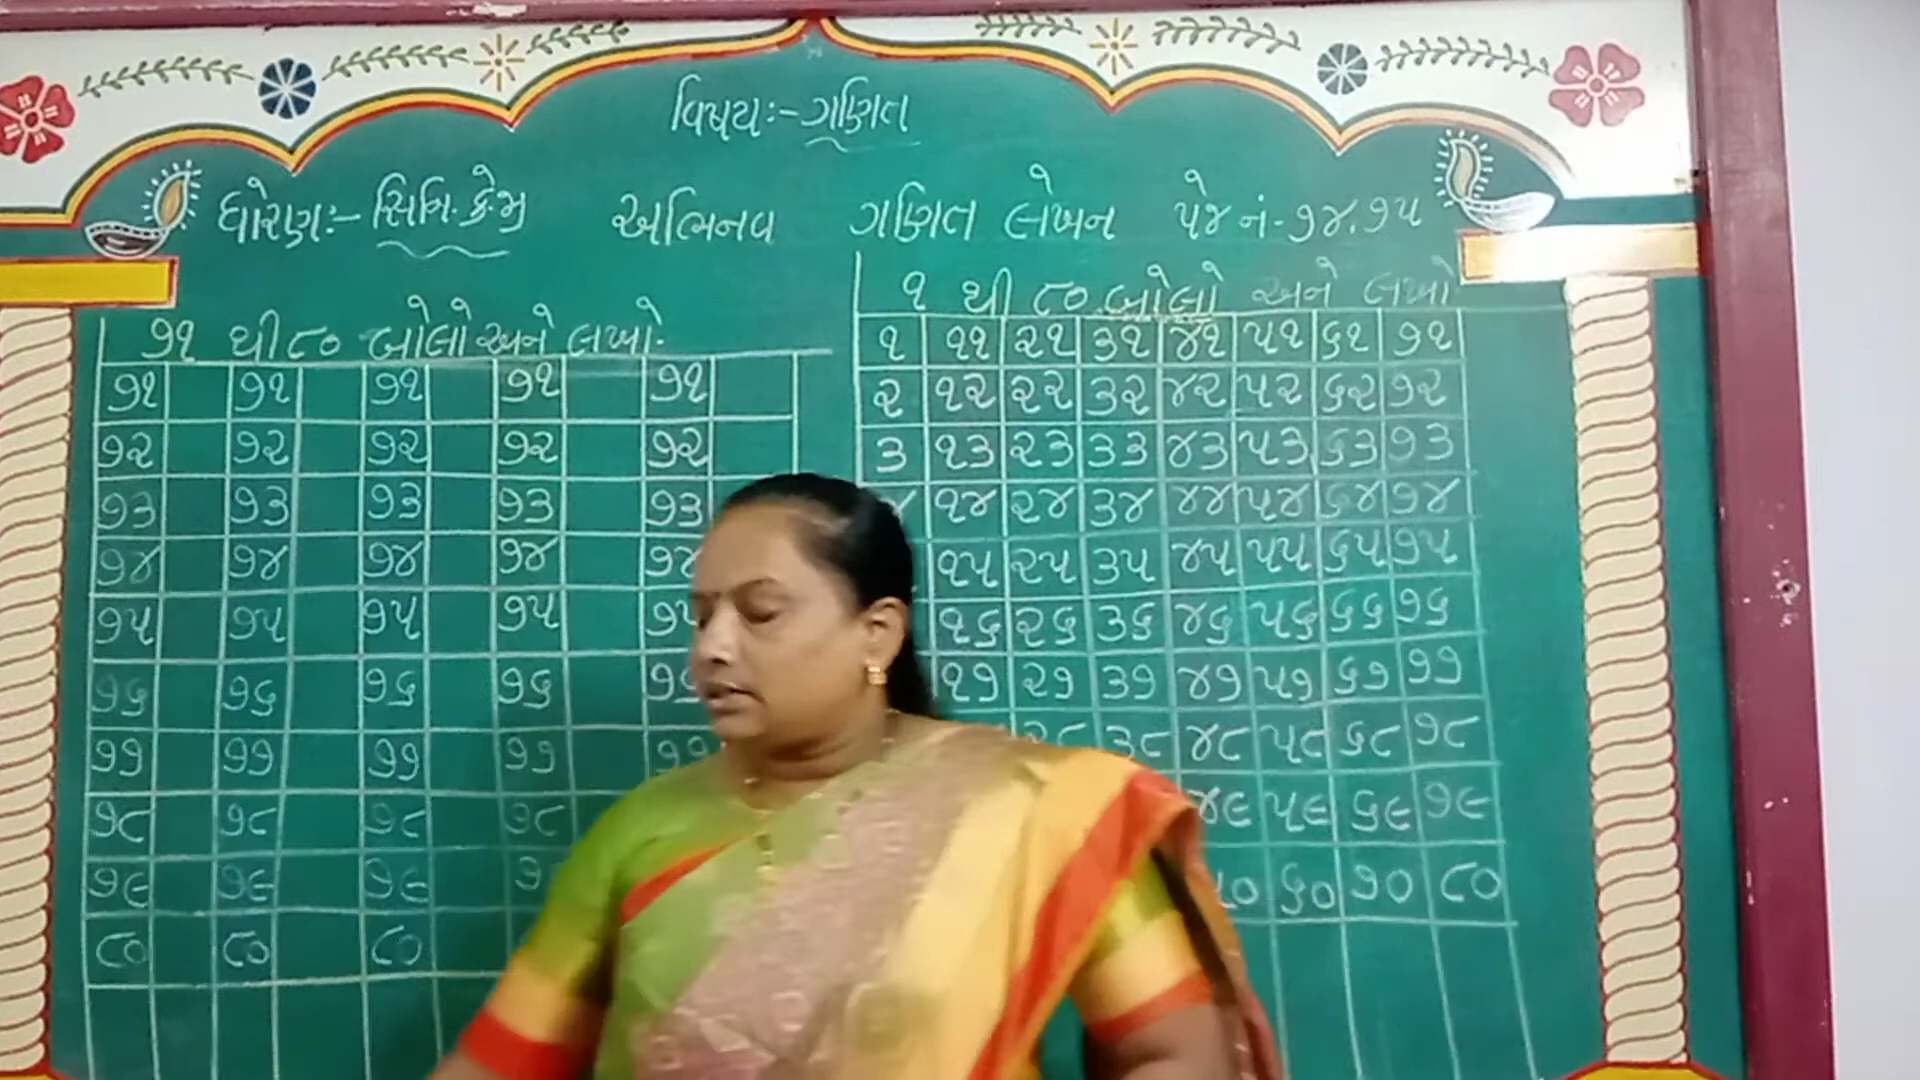 વિષય:- ગણિત
ધોરણ:- સિનિ. કે.જી અભિનવ ગણિત લેખન પેજ નં - ૭૪.૭૫
૭૧ થી ૮૦ બોલો અને લખો.
૭૧ ૭૧ ૭૧ ૭૧ ૭૧
૭૨ ૭૨ ૭૨ ૭૨ ૭૨
૭૩ ૭૩ ૭૩ ૭૩ ૭૩
૭૪ ૭૪ ૭૪ ૭૪
૭૫ ૭૫ ૭૫ ૭૫
૭૬ ૭૬ ૭૬ ૭૬
૭૭ ૭૭ ૭૭ ૭૭
૭૮ ૭૮ ૭૮ ૭૮
૭૯ ૭૯ ૭૯
૮૦ ૮૦ ૮૦
૧ થી ૮૦ બોલો અને લખો
૧ ૧૧ ૨૧ ૩૧ ૪૧ ૫૧ ૬૧ ૭૧
૨ ૧૨ ૨૨ ૩૨ ૪૨ ૫૨ ૬૨ ૭૨
૩ ૧૩ ૨૩ ૩૩ ૪૩ ૫૩ ૬૩ ૭૩
૧૪ ૨૪ ૩૪ ૪૪ ૫૪ ૬૪ ૭૪
૧૫ ૨૫ ૩૫ ૪૫ ૫૫ ૬૫ ૭૫
૧૬ ૨૬ ૩૬ ૪૬ ૫૬ ૬૬ ૭૬
૧૭ ૨૭ ૩૭ ૪૭ ૫૭ ૬૭ ૭૭
૨૮ ૩૮ ૪૮ ૫૮ ૬૮ ૭૮
૪૯ ૫૯ ૬૯ ૭૯
૬૦ ૭૦ ૮૦